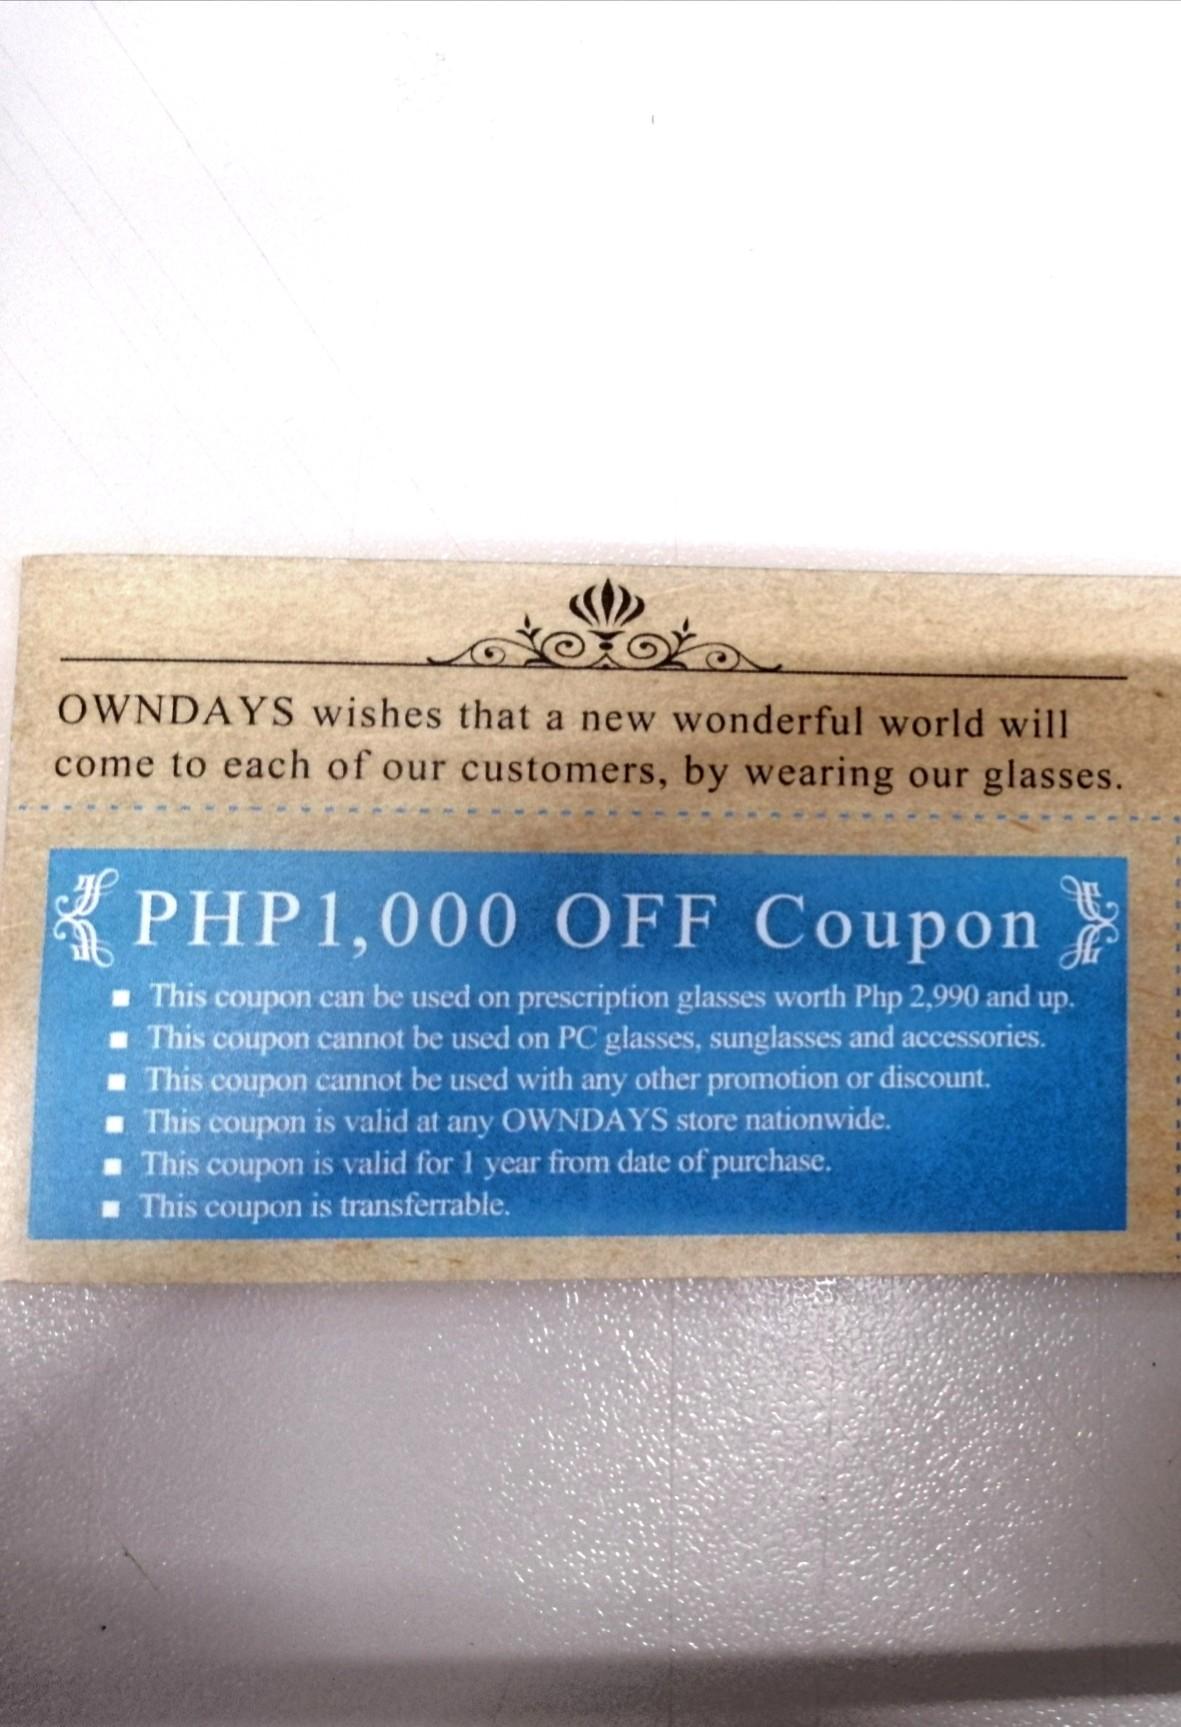 OWNDAYS wishes that a new wonderful world will
come to each of our customers, by wearing our glasses.
PHP1,000 OFF Coupon
■ This coupon can be used on prescription glasses worth Php 2,990 and up.
■ This coupon cannot be used on PC glasses, sunglasses and accessories.
■ This coupon cannot be used with any other promotion or discount.
■ This coupon is valid at any OWNDAYS store nationwide.
■ This coupon is valid for 1 year from date of purchase.
■ This coupon is transferrable.